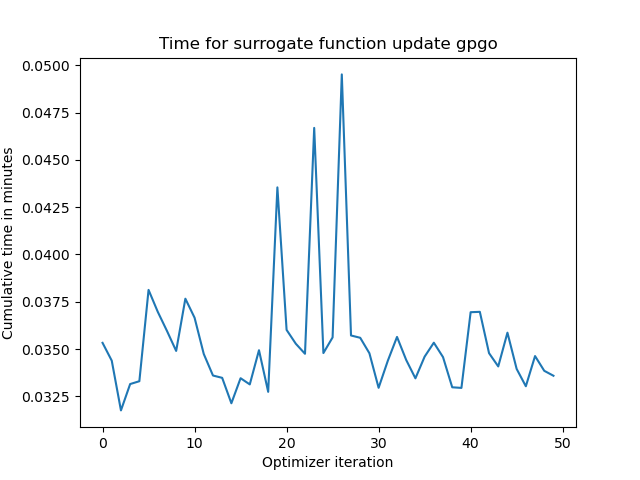 Time for surrogate function update gpgo
0.0500
0.0475
0.0450
0.0425
0.0400
0.0375
0.0350
0.0325
Cumulative time in minutes
0 10 20 30 40 50
Optimizer iteration